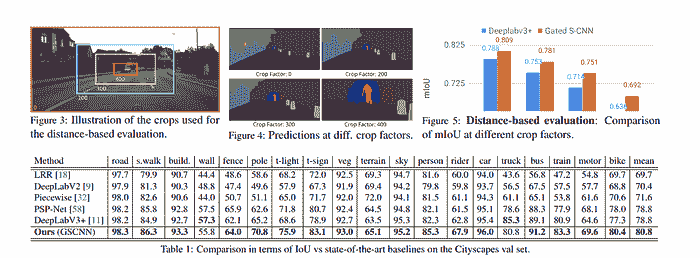 Deeplabv3+ Gated S-CNN
0.825
0.809
0.788
0.781
0.753
0.751
0.725
0.692
mIoU
Crop Factor: 0 Crop Factor: 200
Crop Factor: 300 Crop Factor: 400
Figure 3: Illustration of the crops used for
the distance-based evaluation.
Figure 4: Predictions at diff. crop factors.
Figure 5: Distance-based evaluation: Comparison
of mIoU at different crop factors.
Method road s.walk build. wall fence pole t-light t-sign veg terrain sky person rider car truck bus train motor bike mean
LRR [18] 97.7 79.9 90.7 44.4 48.6 58.6 68.2 72.0 92.5 69.3 94.7 81.6 60.0 94.0 43.6 56.8 47.2 54.8 69.7 69.7
DeepLabV2 [9] 97.9 81.3 90.3 48.8 47.4 49.6 57.9 67.3 91.9 69.4 94.2 79.8 59.8 93.7 56.5 67.5 57.5 57.7 68.8 70.4
Piecewise [32] 98.0 82.6 90.6 44.0 50.7 51.1 65.0 71.7 92.0 72.0 94.1 81.5 61.1 94.3 61.1 65.1 53.8 61.6 70.6 71.6
PSP-Net [58] 98.2 85.8 92.8 57.5 65.9 62.6 71.8 80.7 92.4 64.5 94.8 82.1 61.5 95.1 78.6 88.3 77.9 68.1 78.0 78.8
DeepLabV3+ [11] 98.2 84.9 92.7 57.3 62.1 65.2 68.6 78.9 92.7 63.5 95.3 82.3 62.8 95.4 85.3 89.1 80.9 64.6 77.3 78.8
Ours (GSCNN) 98.3 86.3 93.3 55.8 64.0 70.8 75.9 83.1 93.0 65.1 95.2 85.3 67.9 96.0 80.8 91.2 83.3 69.6 80.4 80.8
Table 1: Comparison in terms of IoU vs state-of-the-art baselines on the Cityscapes val set.